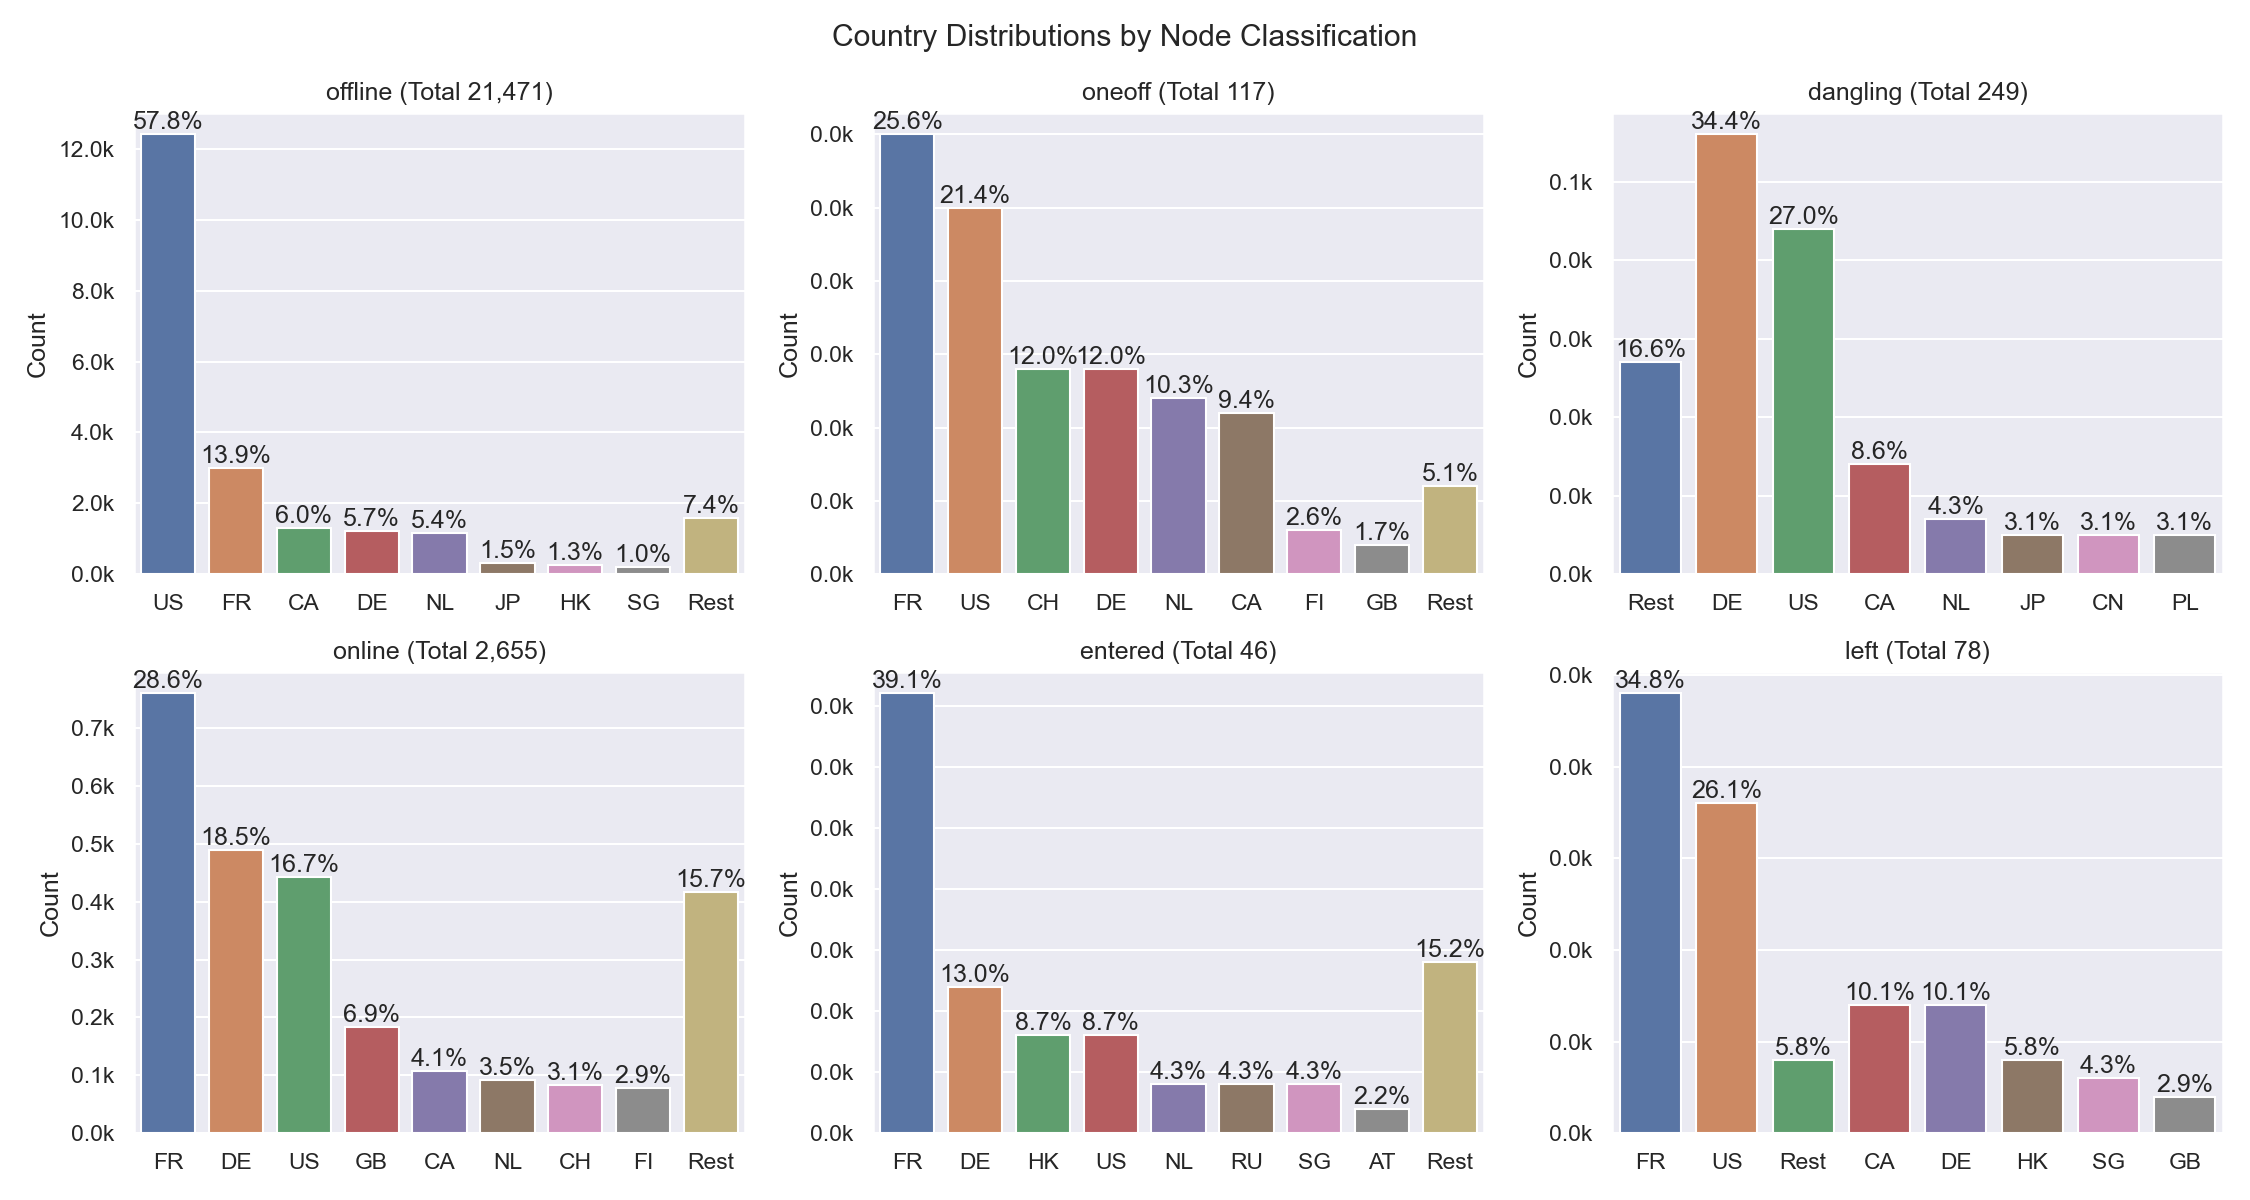 Country Distributions by Node Classification
offline (Total 21,471)
Count
12.0k
10.0k
8.0k
6.0k
4.0k
2.0k
0.0k
57.8%
13.9%
6.0%
5.7%
5.4%
1.5%
1.3%
1.0%
7.4%
US FR CA DE NL JP HK SG Rest
oneoff (Total 117)
Count
0.0k
0.0k
0.0k
0.0k
0.0k
0.0k
0.0k
25.6%
21.4%
12.0%
12.0%
10.3%
9.4%
2.6%
1.7%
5.1%
FR US CH DE NL CA FI GB Rest
dangling (Total 249)
Count
0.1k
0.0k
0.0k
0.0k
0.0k
0.0k
16.6%
34.4%
27.0%
8.6%
4.3%
3.1%
3.1%
3.1%
Rest DE US CA NL JP CN PL
online (Total 2,655)
Count
0.7k
0.6k
0.5k
0.4k
0.3k
0.2k
0.1k
0.0k
28.6%
18.5%
16.7%
6.9%
4.1%
3.5%
3.1%
2.9%
15.7%
FR DE US GB CA NL CH FI Rest
entered (Total 46)
Count
0.0k
0.0k
0.0k
0.0k
0.0k
0.0k
0.0k
0.0k
39.1%
13.0%
8.7%
8.7%
4.3%
4.3%
4.3%
2.2%
15.2%
FR DE HK US NL RU SG AT Rest
left (Total 78)
Count
0.0k
0.0k
0.0k
0.0k
0.0k
0.0k
34.8%
26.1%
5.8%
10.1%
10.1%
5.8%
4.3%
2.9%
FR US Rest CA DE HK SG GB